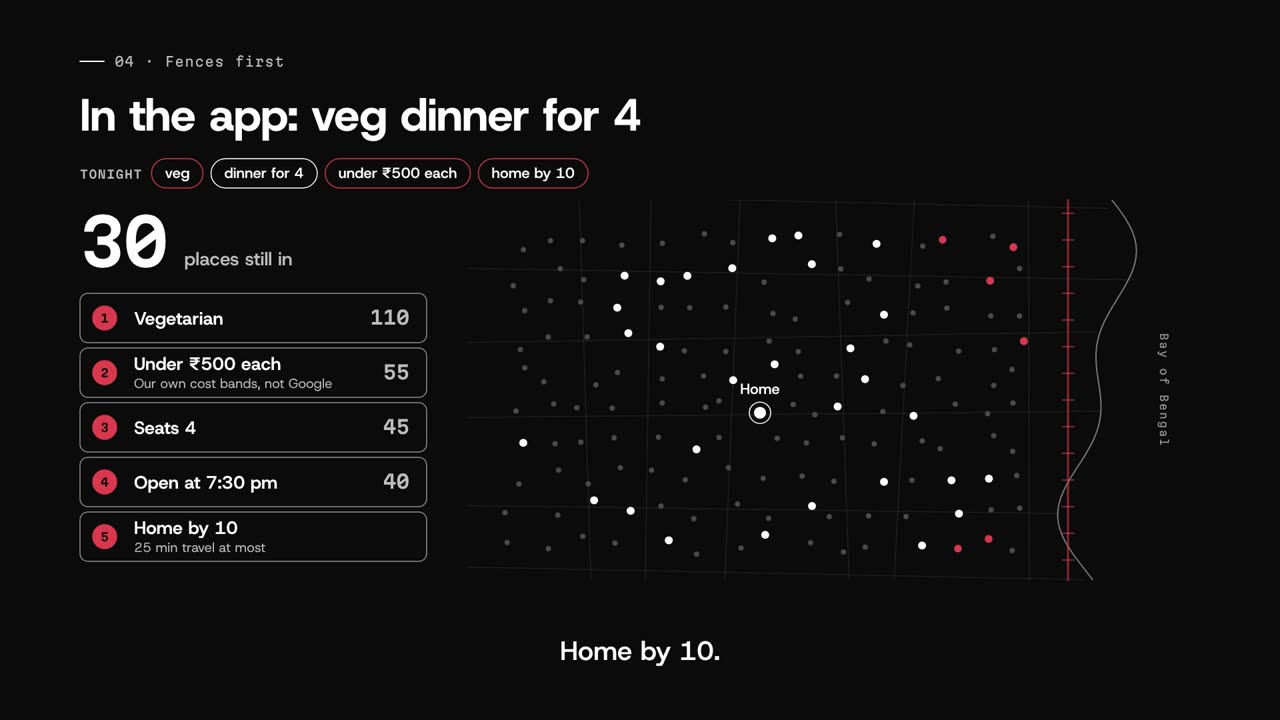 04 · Fences first
In the app: veg dinner for 4
TONIGHT veg dinner for 4 under ₹500 each home by 10
30 places still in
1 Vegetarian 110
2 Under ₹500 each 55
Our own cost bands, not Google
3 Seats 4 45
4 Open at 7:30 pm 40
5 Home by 10
25 min travel at most
Home
Bay of Bengal
Home by 10.